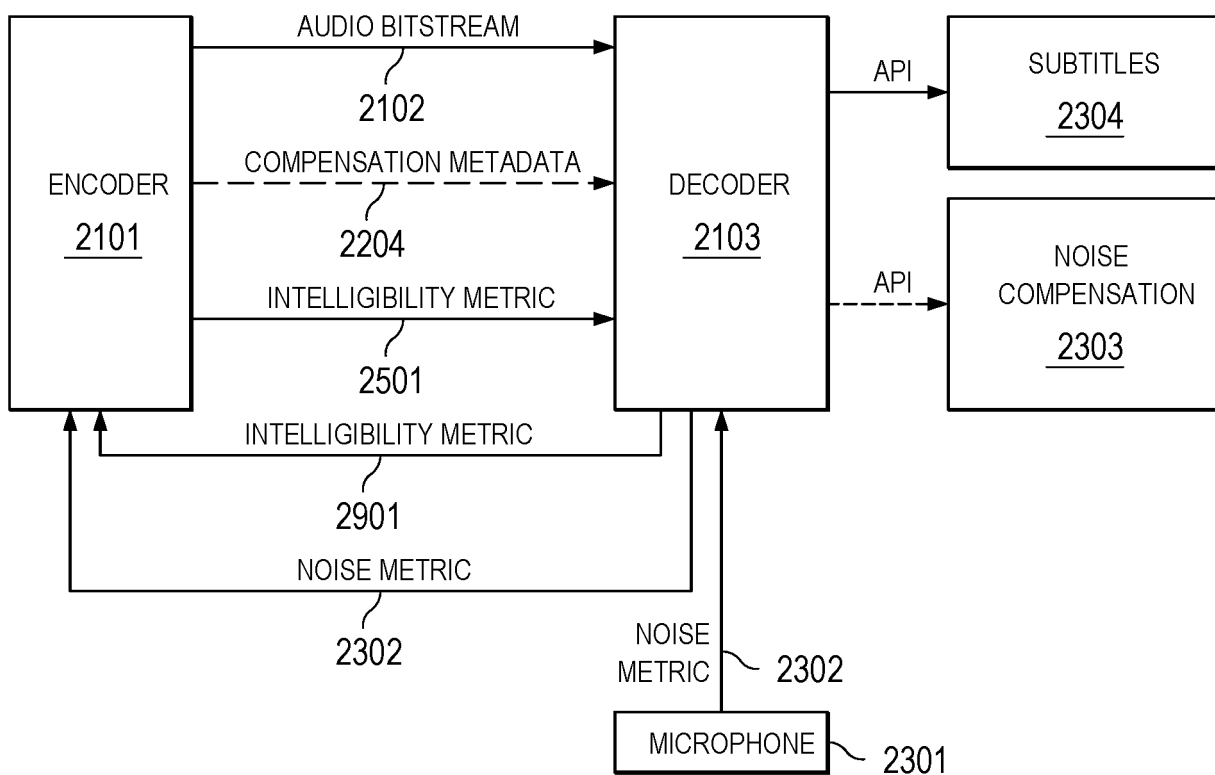 AUDIO BITSTREAM
2102
COMPENSATION METADATA
2204
INTELLIGIBILITY METRIC
2501
ENCODER
2101
DECODER
2103
API
SUBTITLES
2304
API
NOISE
COMPENSATION
2303
INTELLIGIBILITY METRIC
2901
NOISE METRIC
2302
NOISE
METRIC
2302
MICROPHONE
2301